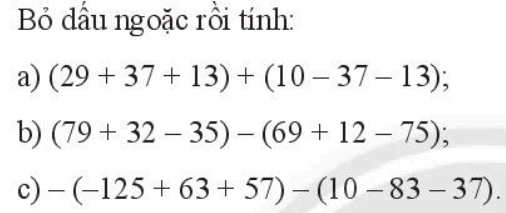 Bỏ dấu ngoặc rồi tính:
a) (29 + 37 + 13) + (10 – 37 – 13);
b) (79 + 32 – 35) – (69 + 12 – 75);
c) – (–125 + 63 + 57) – (10 – 83 – 37).